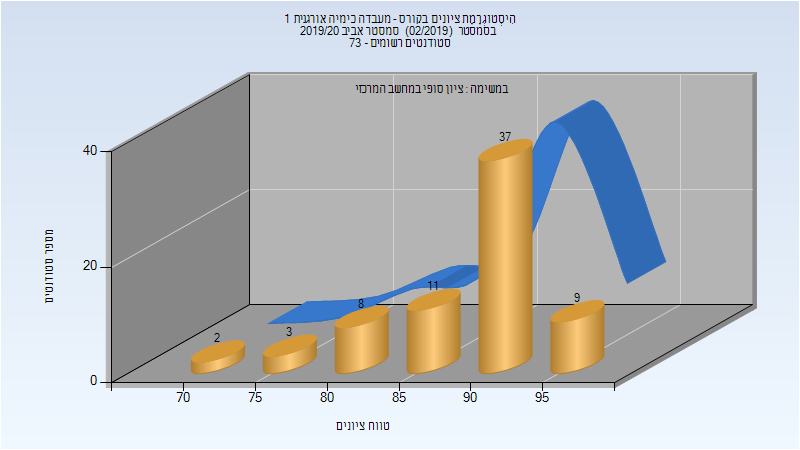 היסטוגרמת ציונים בקורס - מעבדה כימיה אורגנית 1
בסמסטר (02/2019) סמסטר אביב 2019/20
סטודנטים רשומים - 73
במשימה : ציון סופי במחשב המרכזי
40
20
0
מספר סטודנטים
2
3
8
11
37
9
70 75 80 85 90 95
טווח ציונים